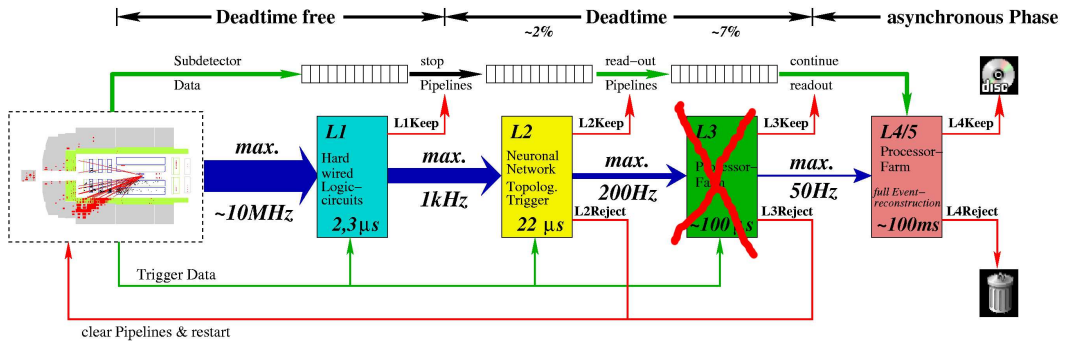 Deadtime free
Deadtime
asynchronous Phase
~2%
~7%
Subdetector
Data
stop
Pipelines
read-out
Pipelines
continue
readout
disc
L1
Hard
wired
Logic-
circuits
2,3 µs
L1Keep
L2
Neuronal
Network
Topolog.
Trigger
22 µs
L2Keep
L2Reject
L3
Processor-
Farm
~100 µs
L3Keep
L3Reject
L4/5
Processor-
Farm
full Event-
reconstruction
~100ms
L4Keep
L4Reject
max.
~10MHz
max.
1kHz
max.
200Hz
max.
50Hz
Trigger Data
clear Pipelines & restart